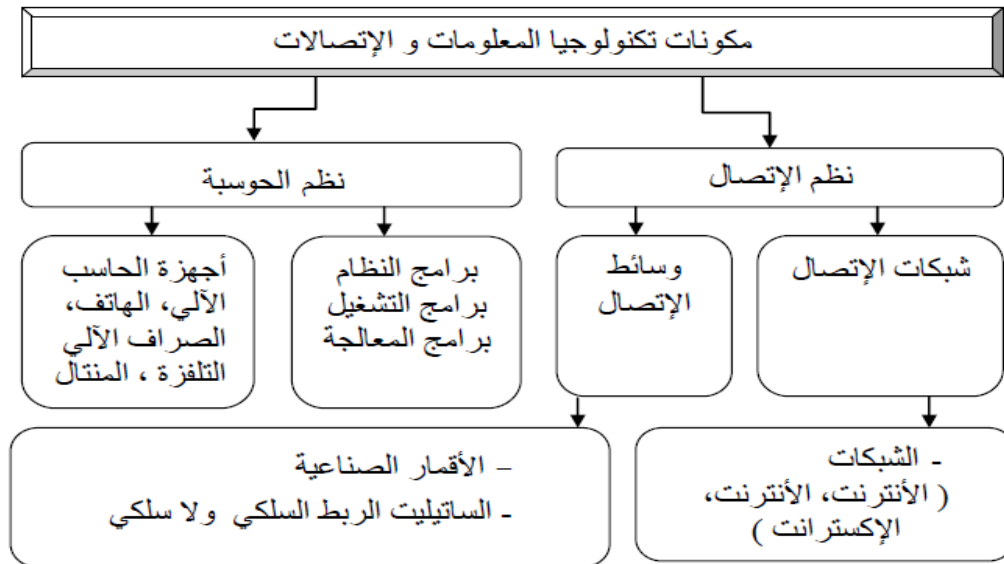 مكونات تكنولوجيا المعلومات و الإتصالات
نظم الإتصال
نظم الحوسبة
شبكات الإتصال
وسائط
الإتصال
برامج النظام
برامج التشغيل
برامج المعالجة
أجهزة الحاسب
الآلي، الهاتف،
الصراف الآلي
التلفزة ، المنتال
- الشبكات
( الأنترنت، الأنترنت،
الإكسترانت )
– الأقمار الصناعية
- الساتيليت الربط السلكي ولا سلكي